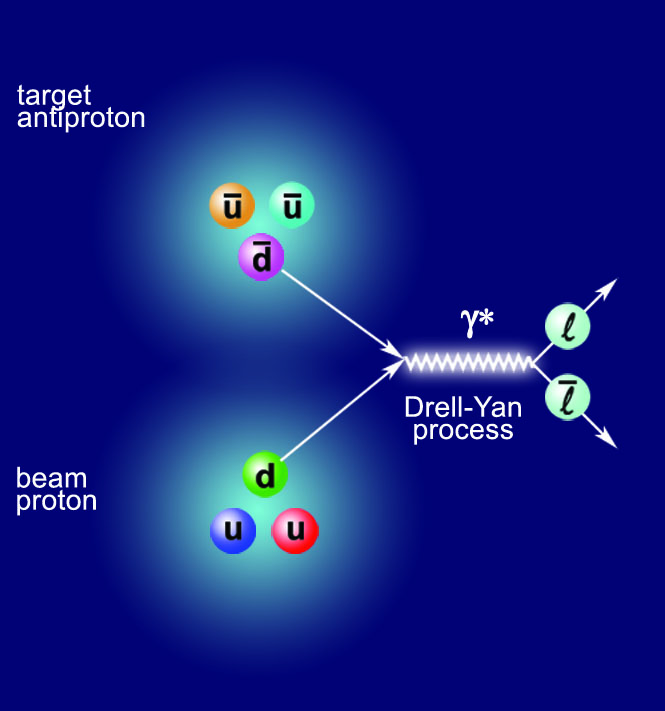 target
antiproton
u̅ u̅
d̅
γ*
ℓ
ℓ̅
Drell-Yan
process
beam
proton
d
u u